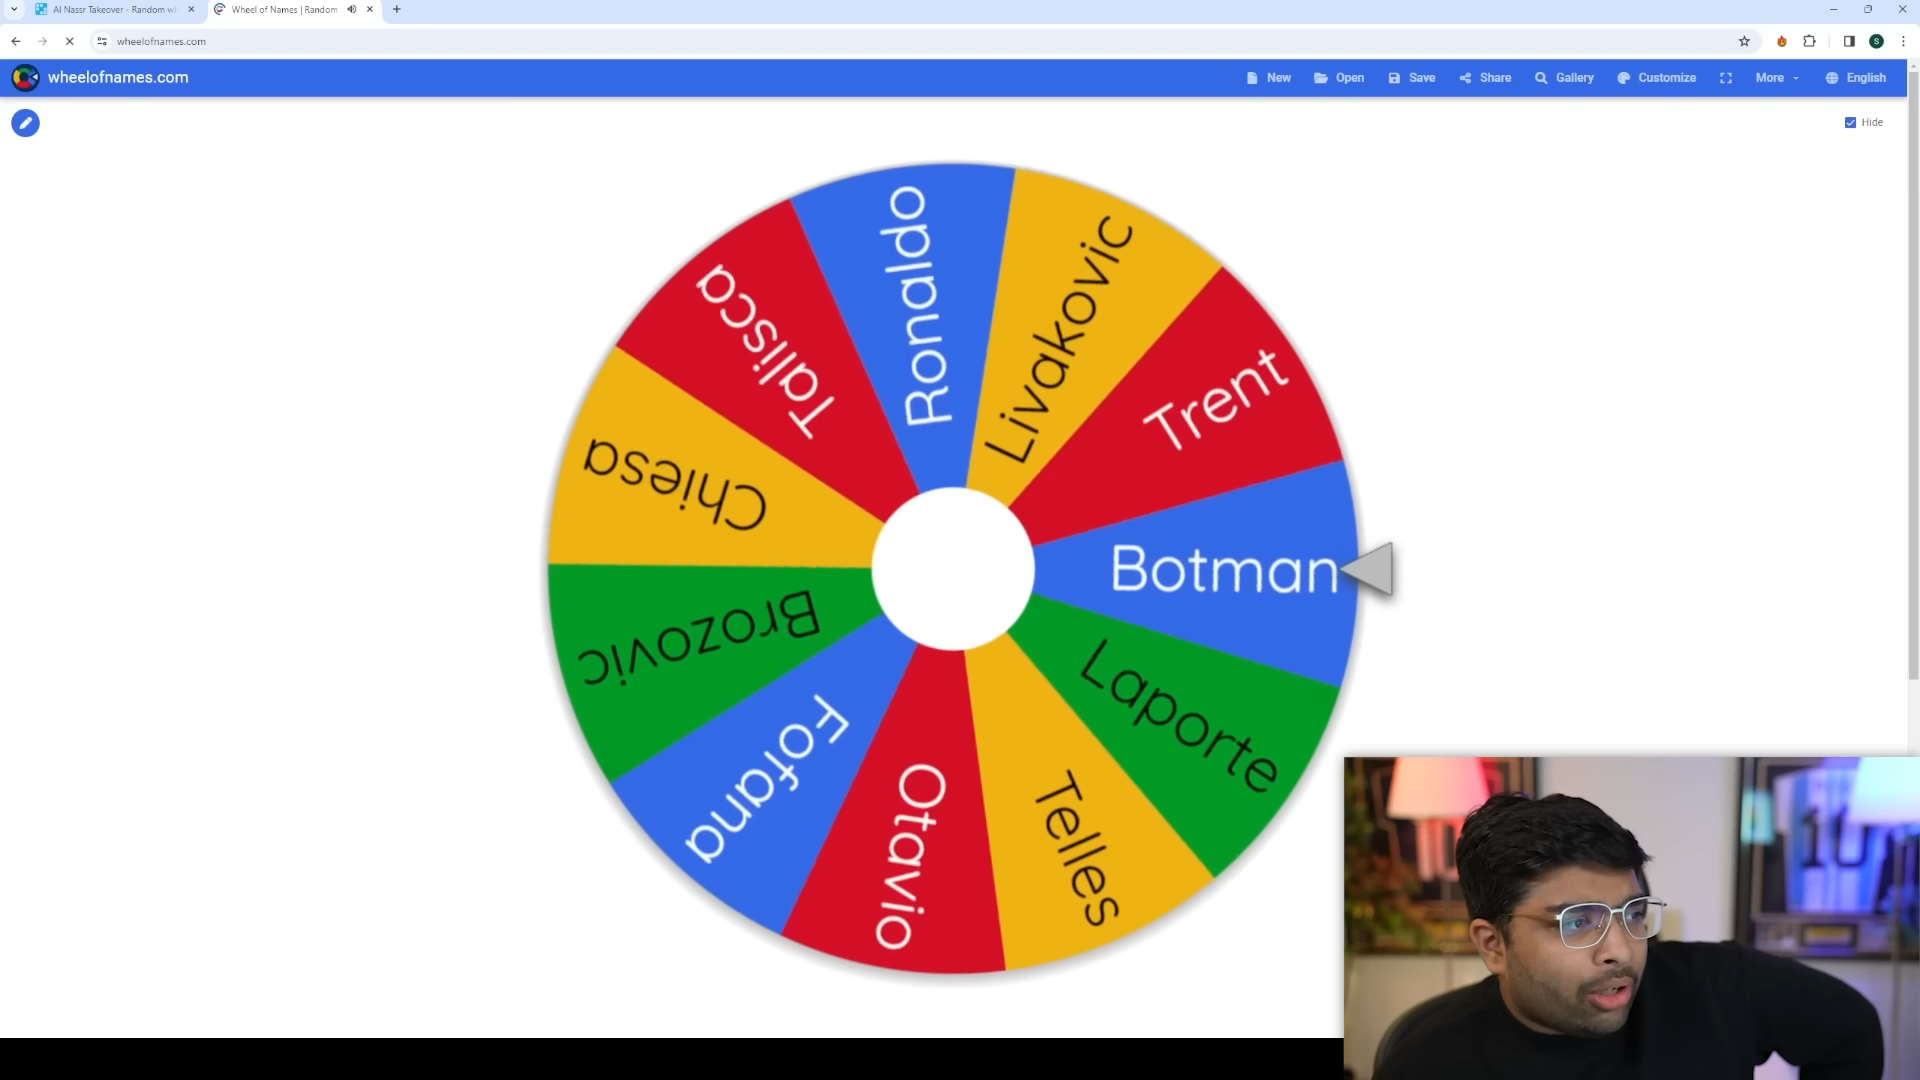 Al Nassr Takeover - Random w
Wheel of Names | Random
wheelofnames.com
wheelofnames.com
New
Open
Save
Share
Gallery
Customize
More
English
Hide
Ronaldo
Livakovic
Trent
Botman
Laporte
Telles
Otavio
Fofana
Brozovic
Chiesa
Talisca
S
10